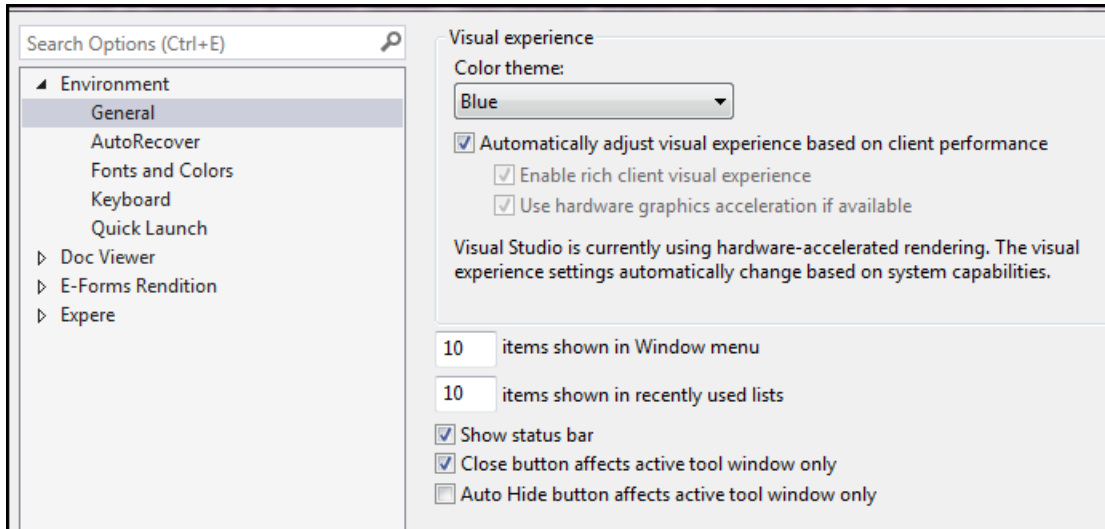 Search Options (Ctrl+E)
Environment
General
AutoRecover
Fonts and Colors
Keyboard
Quick Launch
Doc Viewer
E-Forms Rendition
Expere
Visual experience
Color theme:
Blue
Automatically adjust visual experience based on client performance
Enable rich client visual experience
Use hardware graphics acceleration if available
Visual Studio is currently using hardware-accelerated rendering. The visual
experience settings automatically change based on system capabilities.
10 items shown in Window menu
10 items shown in recently used lists
Show status bar
Close button affects active tool window only
Auto Hide button affects active tool window only